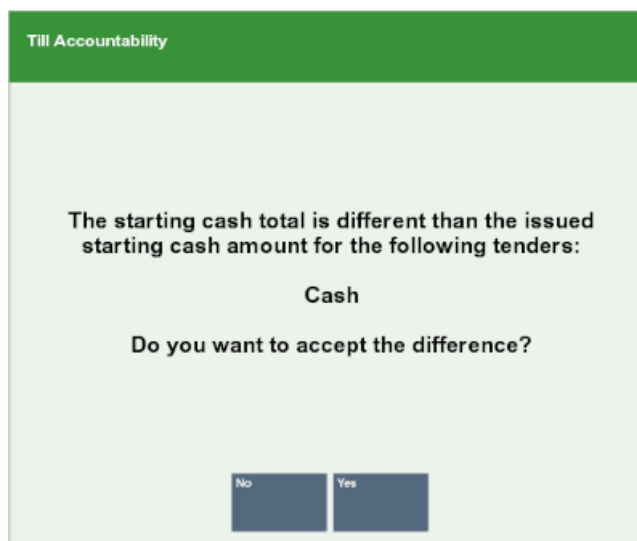 Till Accountability
The starting cash total is different than the issued
starting cash amount for the following tenders:
Cash
Do you want to accept the difference?
No
Yes